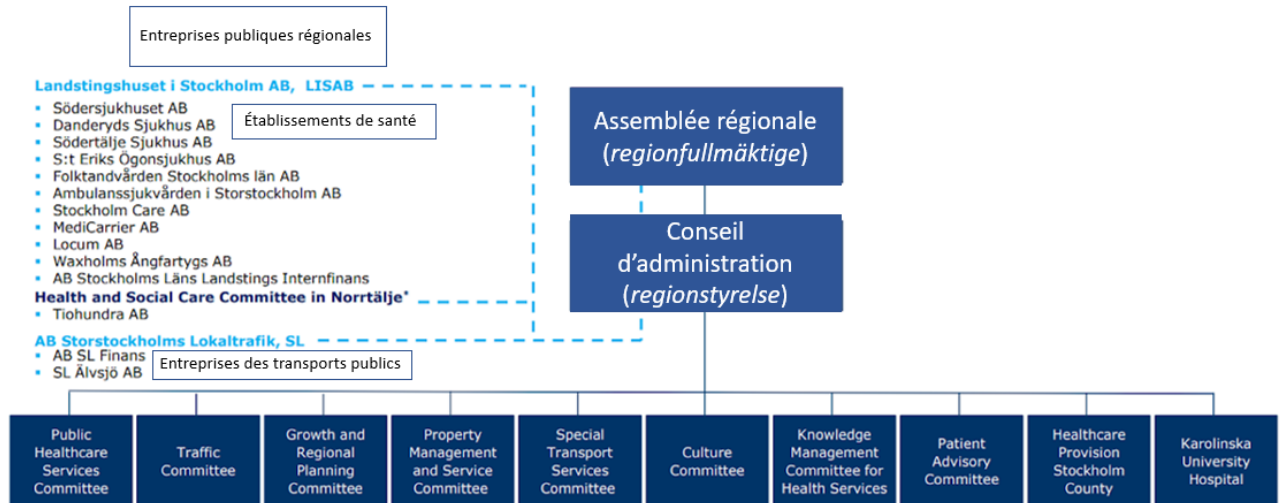 Entreprises publiques régionales
Landstingshuset i Stockholm AB, LISAB
Södersjukhuset AB
Danderyds Sjukhus AB
Södertälje Sjukhus AB
S:t Eriks Ögonsjukhus AB
Folktandvården Stockholms län AB
Ambulanssjukvården i Storstockholm AB
Stockholm Care AB
MediCarrier AB
Locum AB
Waxholms Ångfartygs AB
AB Stockholms Läns Landstings Internfinans
Établissements de santé
Health and Social Care Committee in Norrtälje*
Tiohundra AB
AB Storstockholms Lokaltrafik, SL
AB SL Finans
SL Älvsjö AB
Entreprises des transports publics
Assemblée régionale
(regionfullmäktige)
Conseil
d’administration
(regionstyrelse)
Public
Healthcare
Services
Committee
Traffic
Committee
Growth and
Regional
Planning
Committee
Property
Management
and Service
Committee
Special
Transport
Services
Committee
Culture
Committee
Knowledge
Management
Committee for
Health Services
Patient
Advisory
Committee
Healthcare
Provision
Stockholm
County
Karolinska
University
Hospital